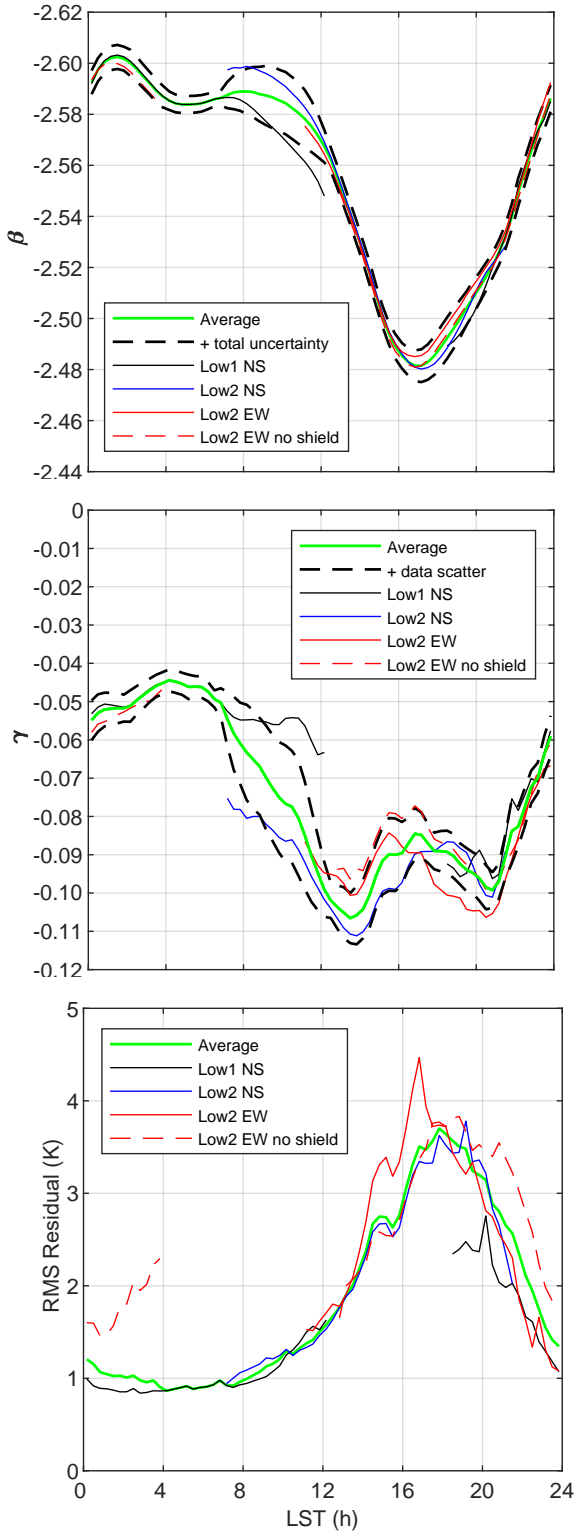 -2.62
-2.60
-2.58
-2.56
-2.54
-2.52
-2.50
-2.48
-2.46
-2.44
β
Average
+ total uncertainty
Low1 NS
Low2 NS
Low2 EW
Low2 EW no shield
0
-0.01
-0.02
-0.03
-0.04
-0.05
-0.06
-0.07
-0.08
-0.09
-0.10
-0.11
-0.12
γ
Average
+ data scatter
Low1 NS
Low2 NS
Low2 EW
Low2 EW no shield
5
4
3
2
1
0
RMS Residual (K)
Average
Low1 NS
Low2 NS
Low2 EW
Low2 EW no shield
0 4 8 12 16 20 24
LST (h)